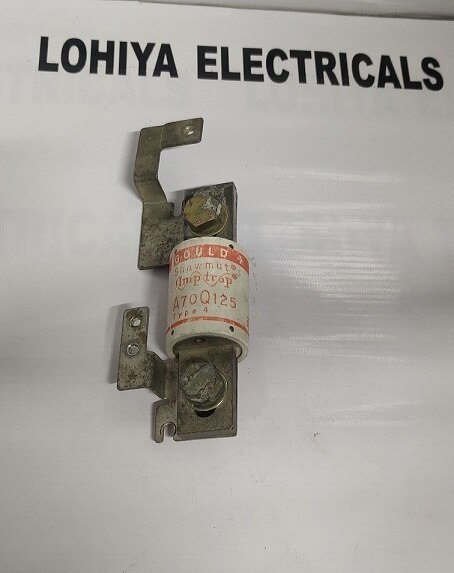 LOHIYA ELECTRICALS
GOULD
Shawmut®
Amp-trap®
A70Q125
Type 4